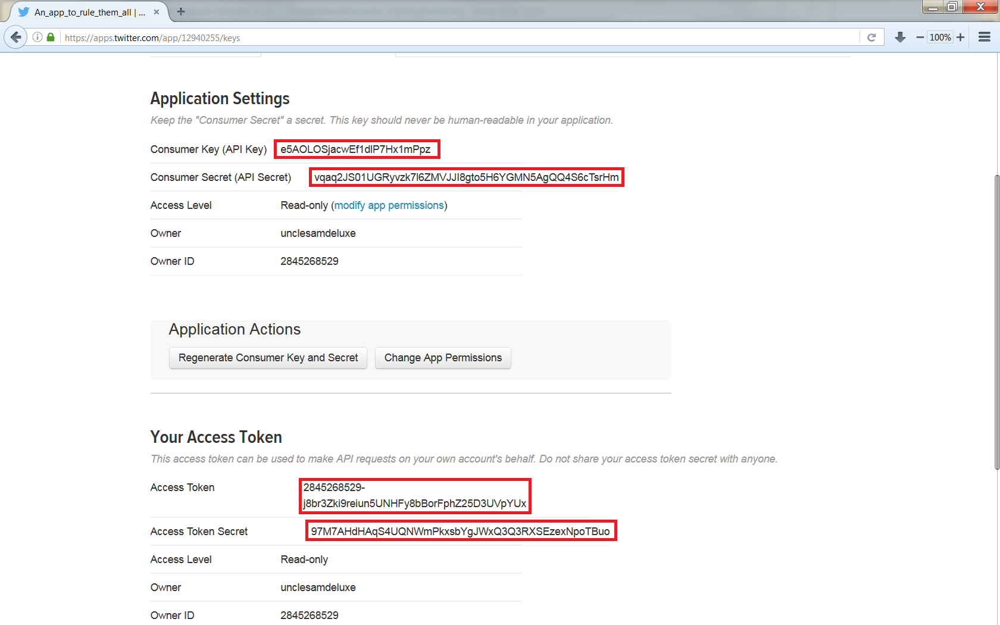 An_app_to_rule_them_all | ...
https://apps.twitter.com/app/12940255/keys
100%
Application Settings
Keep the "Consumer Secret" a secret. This key should never be human-readable in your application.
Consumer Key (API Key) e5AOLOSjacwEf1dlP7Hx1mPpz
Consumer Secret (API Secret) vqaq2JS01UGRyvzk7l6ZMVJJI8gto5H6YGMN5AgQQ4S6cTsrHm
Access Level Read-only (modify app permissions)
Owner unclesamdeluxe
Owner ID 2845268529
Application Actions
Regenerate Consumer Key and Secret Change App Permissions
Your Access Token
This access token can be used to make API requests on your own account's behalf. Do not share your access token secret with anyone.
Access Token 2845268529-
j8br3Zki9reiun5UNHFy8bBorFphZ25D3UVpYUx
Access Token Secret 97M7AHdHAqS4UQNWmPkxsbYgJWxQ3Q3RXSEzexNpoTBuo
Access Level Read-only
Owner unclesamdeluxe
Owner ID 2845268529